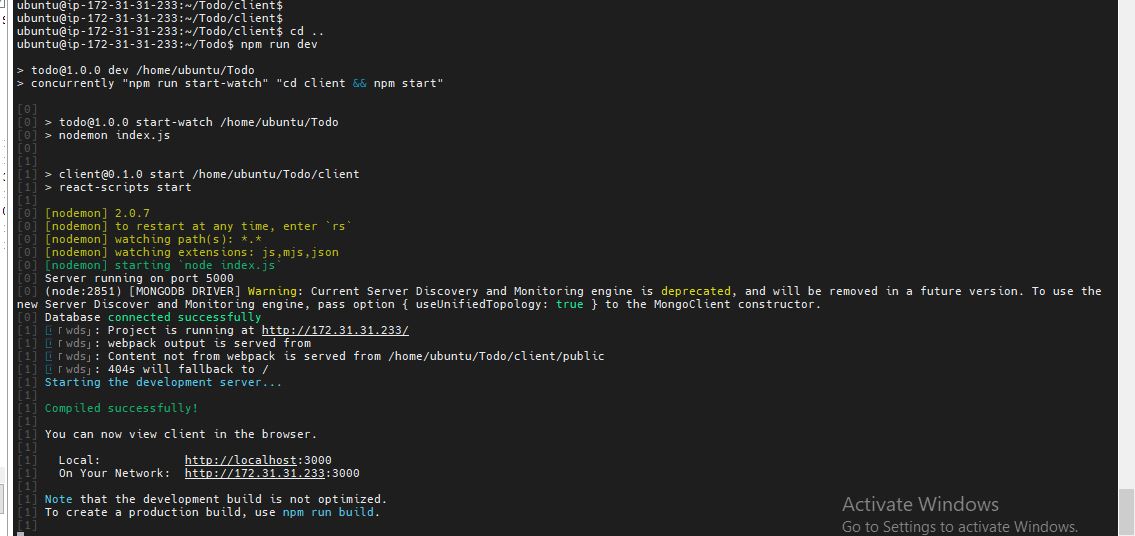 ubuntu@ip-172-31-31-233:~/Todo/client$
ubuntu@ip-172-31-31-233:~/Todo/client$
ubuntu@ip-172-31-31-233:~/Todo/client$ cd ..
ubuntu@ip-172-31-31-233:~/Todo$ npm run dev
> todo@1.0.0 dev /home/ubuntu/Todo
> concurrently "npm run start-watch" "cd client && npm start"
[0]
[0] > todo@1.0.0 start-watch /home/ubuntu/Todo
[0] > nodemon index.js
[0]
[1]
[1] > client@0.1.0 start /home/ubuntu/Todo/client
[1] > react-scripts start
[1]
[0] [nodemon] 2.0.7
[0] [nodemon] to restart at any time, enter `rs`
[0] [nodemon] watching path(s): *.*
[0] [nodemon] watching extensions: js,mjs,json
[0] [nodemon] starting `node index.js`
[0] Server running on port 5000
[0] (node:2851) [MONGODB DRIVER] Warning: Current Server Discovery and Monitoring engine is deprecated, and will be removed in a future version. To use the
new Server Discover and Monitoring engine, pass option { useUnifiedTopology: true } to the MongoClient constructor.
[0] Database connected successfully
[1] ｢wds｣: Project is running at http://172.31.31.233/
[1] ｢wds｣: webpack output is served from
[1] ｢wds｣: Content not from webpack is served from /home/ubuntu/Todo/client/public
[1] ｢wds｣: 404s will fallback to /
[1] Starting the development server...
[1]
[1] Compiled successfully!
[1]
[1] You can now view client in the browser.
[1]
[1] Local: http://localhost:3000
[1] On Your Network: http://172.31.31.233:3000
[1]
[1] Note that the development build is not optimized.
[1] To create a production build, use npm run build.
[1]
Activate Windows
Go to Settings to activate Windows.